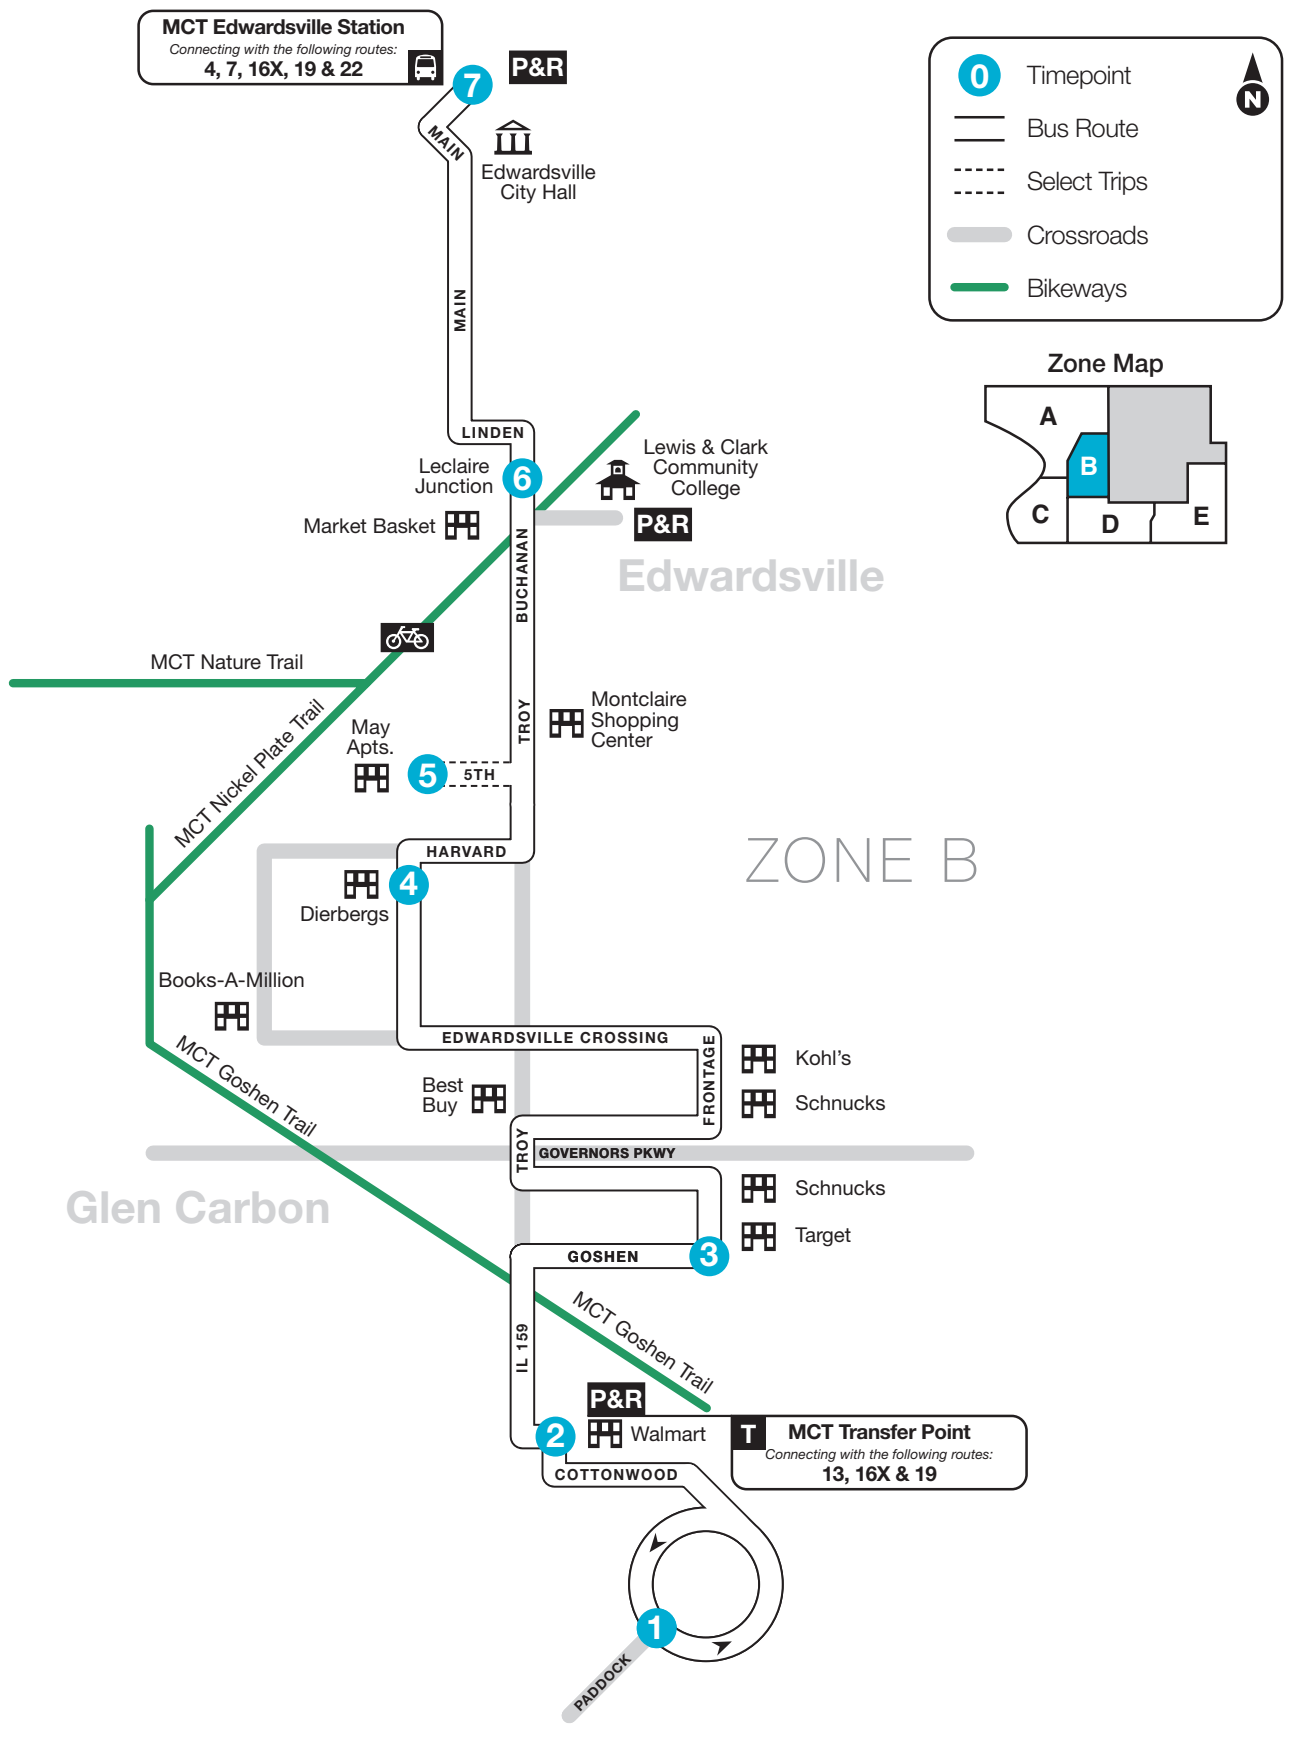 MCT Edwardsville Station
Connecting with the following routes:
4, 7, 16X, 19 & 22
7
P&R
MAIN
Edwardsville
City Hall
0
Timepoint
N
Bus Route
Select Trips
Crossroads
Bikeways
Zone Map
A
B
C
D
E
MAIN
LINDEN
Leclaire
Junction
6
Lewis & Clark
Community
College
Market Basket
P&R
BUCHANAN
Edwardsville
MCT Nature Trail
MCT Nickel Plate Trail
TROY
Montclaire
Shopping
Center
May
Apts.
5
5TH
HARVARD
ZONE B
4
Dierbergs
Books-A-Million
EDWARDSVILLE CROSSING
FRONTAGE
Kohl's
Best
Buy
Schnucks
MCT Goshen Trail
TROY
GOVERNORS PKWY
Glen Carbon
Schnucks
Target
GOSHEN
3
IL 159
MCT Goshen Trail
P&R
2
Walmart
T
MCT Transfer Point
Connecting with the following routes:
13, 16X & 19
COTTONWOOD
1
PADDOCK